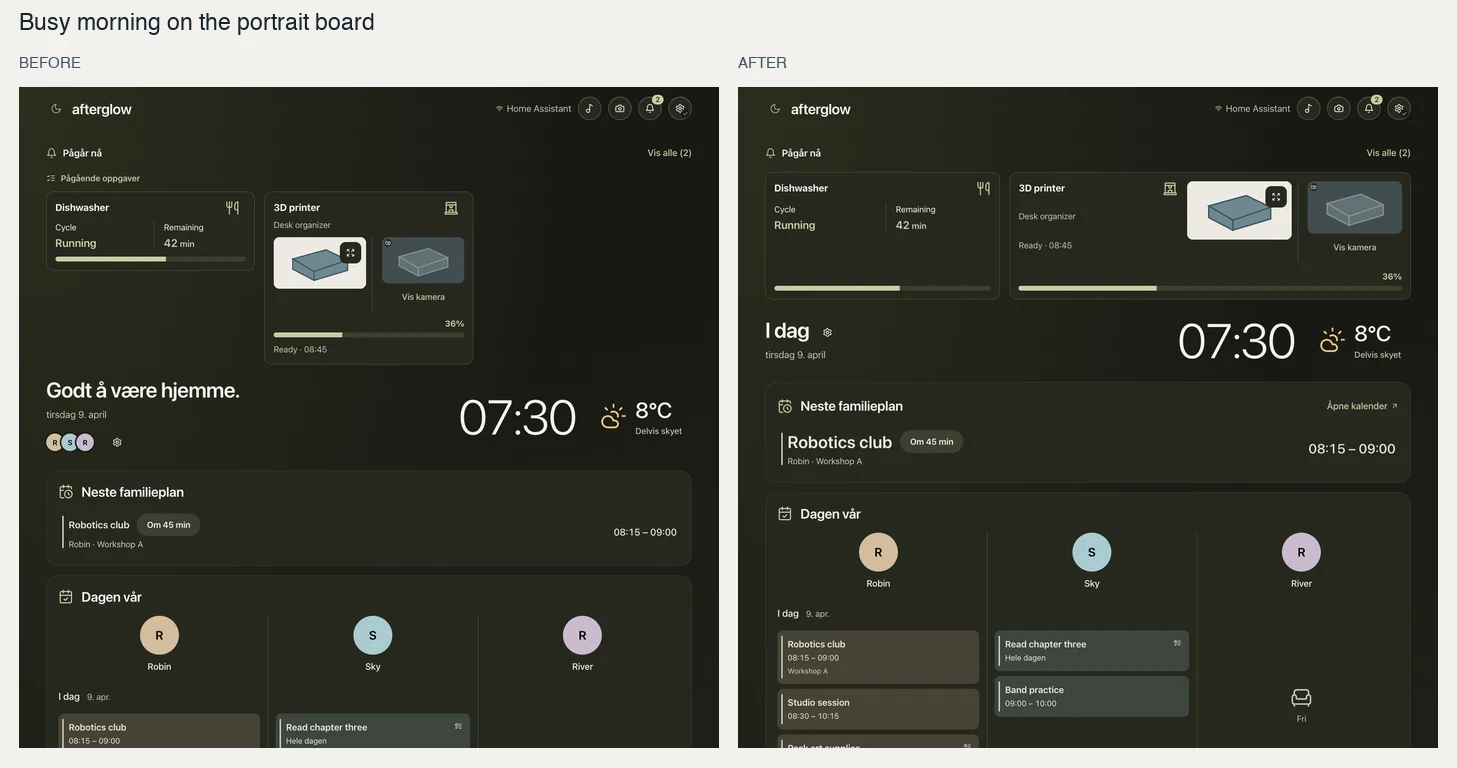 Busy morning on the portrait board
BEFORE
afterglow
Home Assistant
2
Pågår nå
Vis alle (2)
Pågående oppgaver
Dishwasher
Cycle
Remaining
Running
42 min
3D printer
Desk organizer
Vis kamera
36%
Ready · 08:45
Godt å være hjemme.
tirsdag 9. april
R S R
07:30
8°C
Delvis skyet
Neste familieplan
Robotics club
Om 45 min
Robin · Workshop A
08:15 – 09:00
Dagen vår
R
Robin
S
Sky
R
River
I dag 9. apr.
Robotics club
08:15 – 09:00
Read chapter three
Hele dagen
AFTER
afterglow
Home Assistant
2
Pågår nå
Vis alle (2)
Dishwasher
Cycle
Remaining
Running
42 min
3D printer
Desk organizer
Ready · 08:45
Vis kamera
36%
I dag
tirsdag 9. april
07:30
8°C
Delvis skyet
Neste familieplan
Åpne kalender
Robotics club
Om 45 min
Robin · Workshop A
08:15 – 09:00
Dagen vår
R
Robin
S
Sky
R
River
I dag 9. apr.
Robotics club
08:15 – 09:00
Workshop A
Studio session
08:30 – 10:15
Pack art supplies
Read chapter three
Hele dagen
Band practice
09:00 – 10:00
Fri